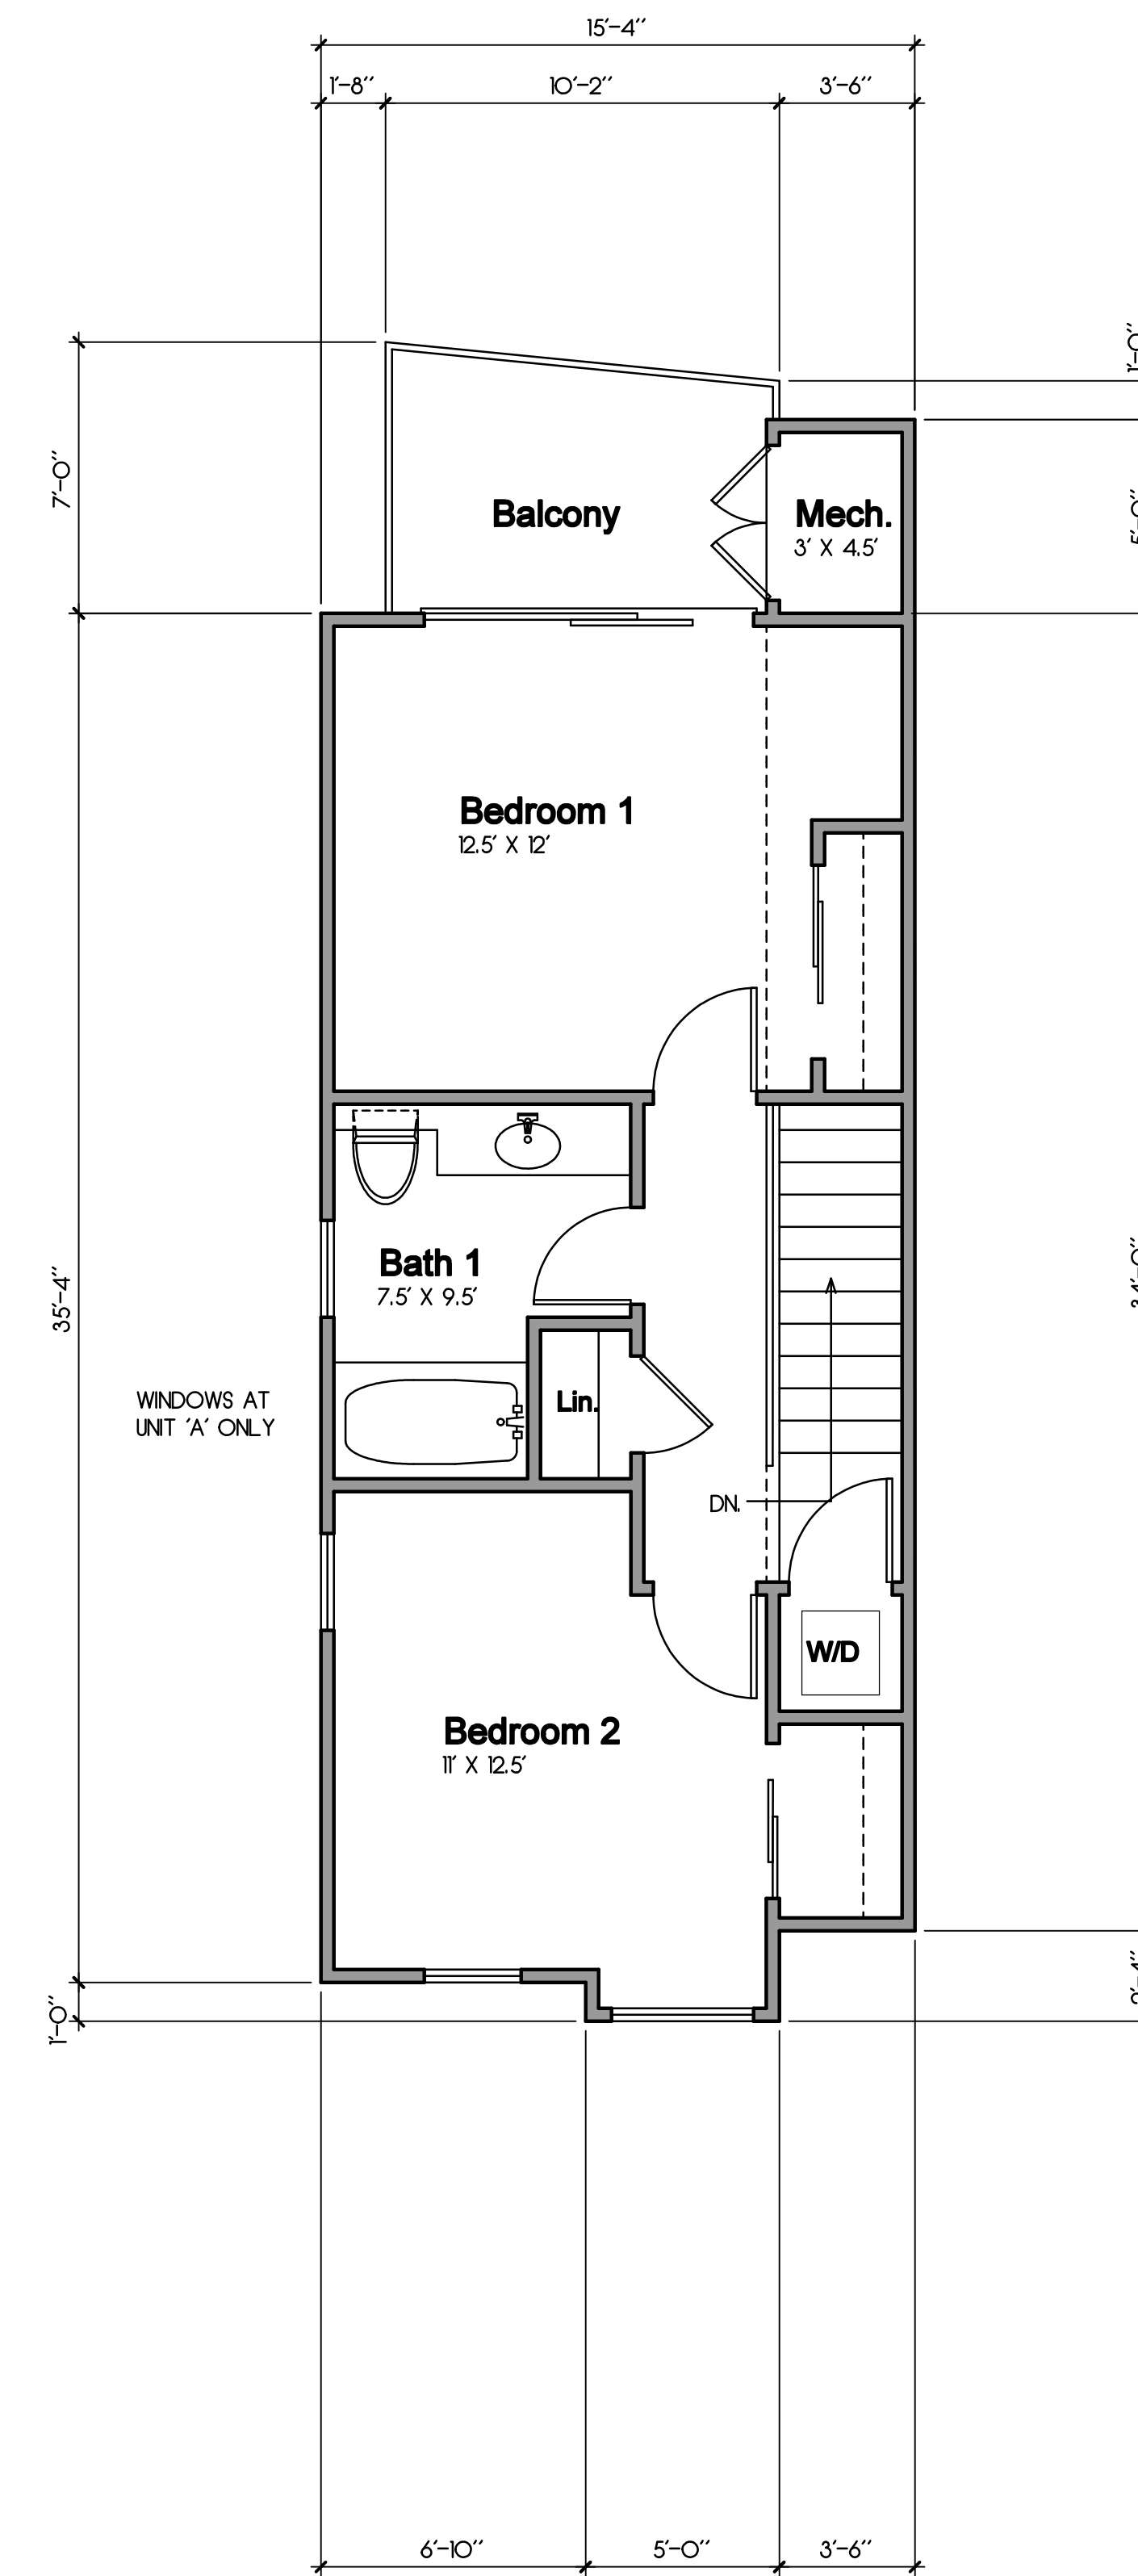 15'-4"
1'-8" 10'-2" 3'-6"
1'-0"
7'-0"
Balcony
Mech.
3' X 4.5'
Bedroom 1
12.5' X 12'
Bath 1
7.5' X 9.5'
35'-4"
WINDOWS AT
UNIT 'A' ONLY
Lin.
DN.
W/D
Bedroom 2
11' X 12.5'
1'-0"
6'-10" 5'-0" 3'-6"